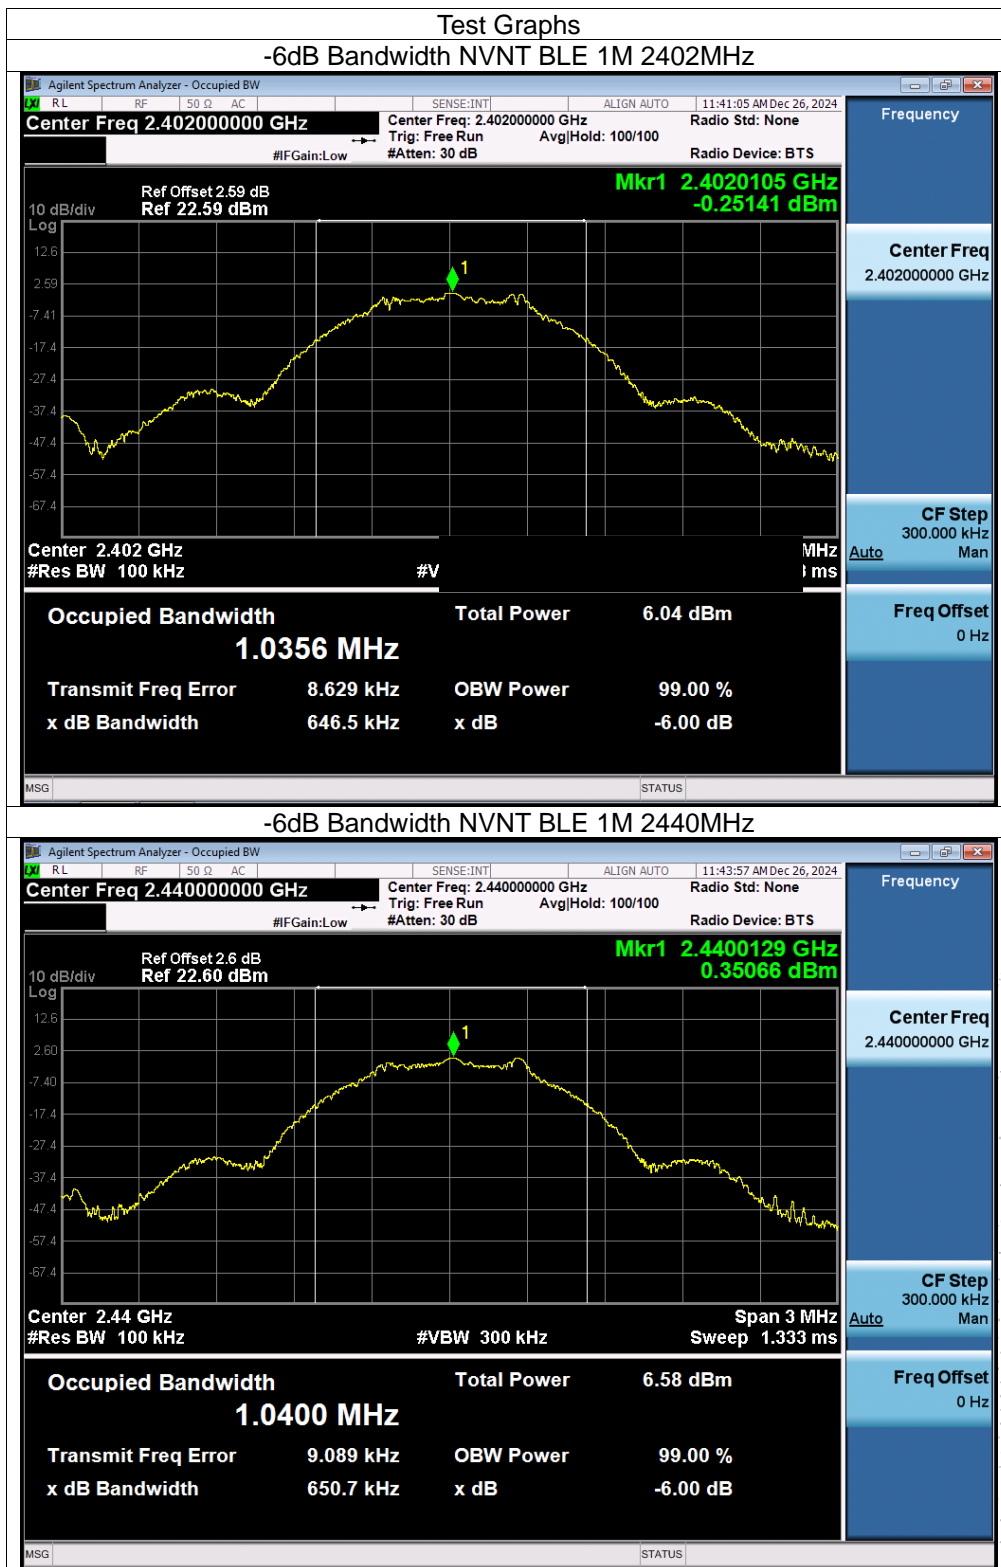 Test Graphs
-6dB Bandwidth NVNT BLE 1M 2402MHz
Agilent Spectrum Analyzer - Occupied BW
LXI RL RF 50 Ω AC SENSE:INT ALIGN AUTO 11:41:05 AM Dec 26, 2024
Center Freq 2.402000000 GHz
Center Freq: 2.402000000 GHz
Radio Std: None
Trig: Free Run Avg|Hold: 100/100
#IFGain:Low #Atten: 30 dB
Radio Device: BTS
Frequency
Mkr1 2.4020105 GHz
-0.25141 dBm
Ref Offset 2.59 dB
10 dB/div Ref 22.59 dBm
Log
12.6
2.59
-7.41
-17.4
-27.4
-37.4
-47.4
-57.4
-67.4
1
Center Freq
2.402000000 GHz
CF Step
300.000 kHz
Auto Man
Freq Offset
0 Hz
Center 2.402 GHz
MHz
#Res BW 100 kHz
#V
ms
Occupied Bandwidth
1.0356 MHz
Total Power 6.04 dBm
Transmit Freq Error 8.629 kHz OBW Power 99.00 %
x dB Bandwidth 646.5 kHz x dB -6.00 dB
MSG STATUS
-6dB Bandwidth NVNT BLE 1M 2440MHz
Agilent Spectrum Analyzer - Occupied BW
LXI RL RF 50 Ω AC SENSE:INT ALIGN AUTO 11:43:57 AM Dec 26, 2024
Center Freq 2.440000000 GHz
Center Freq: 2.440000000 GHz
Radio Std: None
Trig: Free Run Avg|Hold: 100/100
#IFGain:Low #Atten: 30 dB
Radio Device: BTS
Frequency
Mkr1 2.4400129 GHz
0.35066 dBm
Ref Offset 2.6 dB
10 dB/div Ref 22.60 dBm
Log
12.6
2.60
-7.40
-17.4
-27.4
-37.4
-47.4
-57.4
-67.4
1
Center Freq
2.440000000 GHz
CF Step
300.000 kHz
Auto Man
Freq Offset
0 Hz
Center 2.44 GHz Span 3 MHz
#Res BW 100 kHz #VBW 300 kHz Sweep 1.333 ms
Occupied Bandwidth
1.0400 MHz
Total Power 6.58 dBm
Transmit Freq Error 9.089 kHz OBW Power 99.00 %
x dB Bandwidth 650.7 kHz x dB -6.00 dB
MSG STATUS